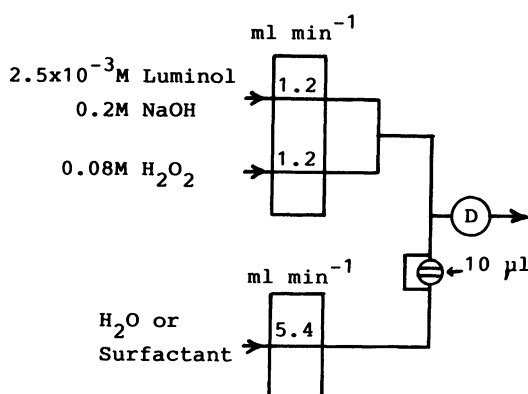 ml min⁻¹
2.5x10⁻³M Luminol
0.2M NaOH
1.2
0.08M H₂O₂
1.2
D
10 µl
ml min⁻¹
H₂O or
Surfactant
5.4